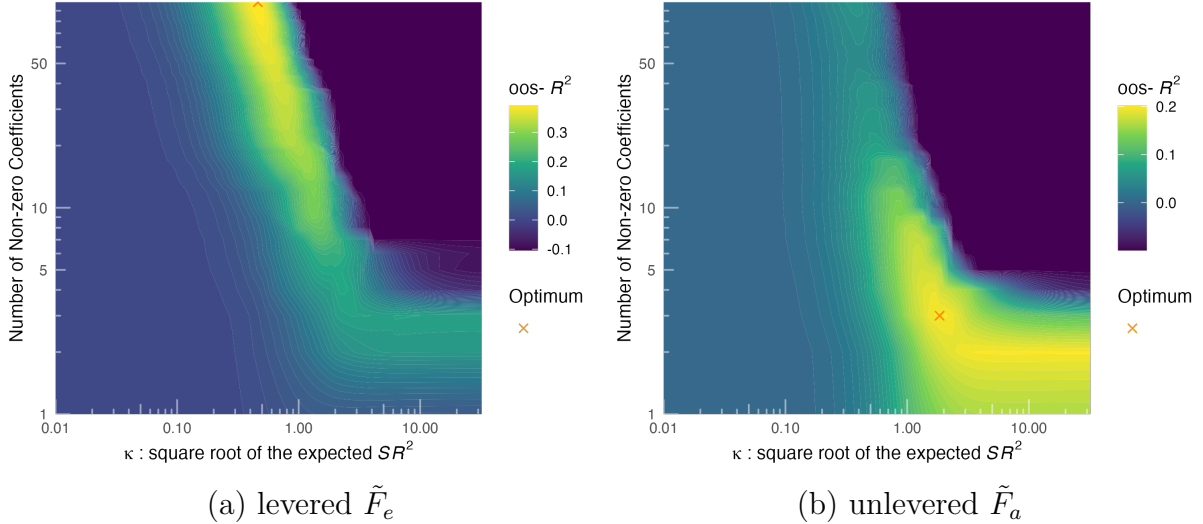 oos- R²
0.3
0.2
0.1
0.0
-0.1
Optimum
Number of Non-zero Coefficients
50
10
5
1
0.01 0.10 1.00 10.00
κ : square root of the expected SR²
(a) levered F̃ₑ
oos- R²
0.2
0.1
0.0
Optimum
Number of Non-zero Coefficients
50
10
5
1
0.01 0.10 1.00 10.00
κ : square root of the expected SR²
(b) unlevered F̃ₐ